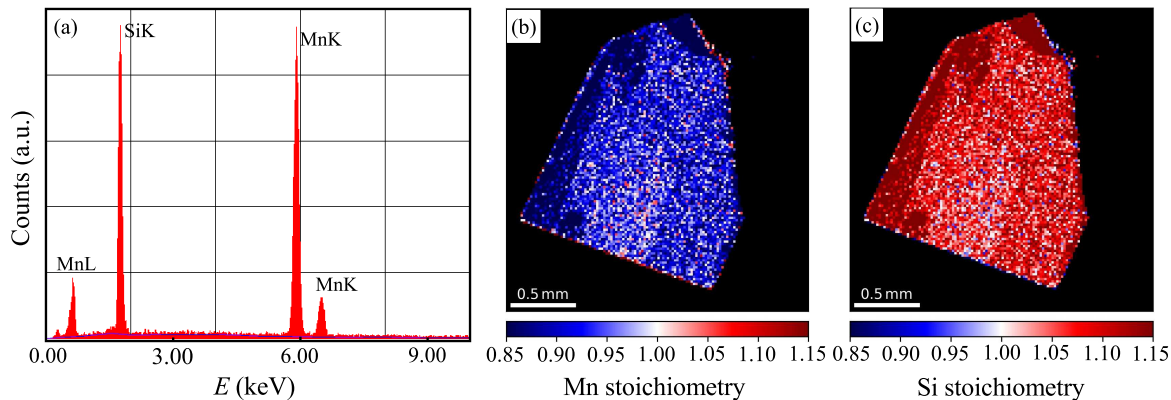 (a)
SiK
MnK
MnL
MnK
Counts (a.u.)
0.00 3.00 6.00 9.00
E (keV)
(b)
0.5 mm
0.85 0.90 0.95 1.00 1.05 1.10 1.15
Mn stoichiometry
(c)
0.5 mm
0.85 0.90 0.95 1.00 1.05 1.10 1.15
Si stoichiometry